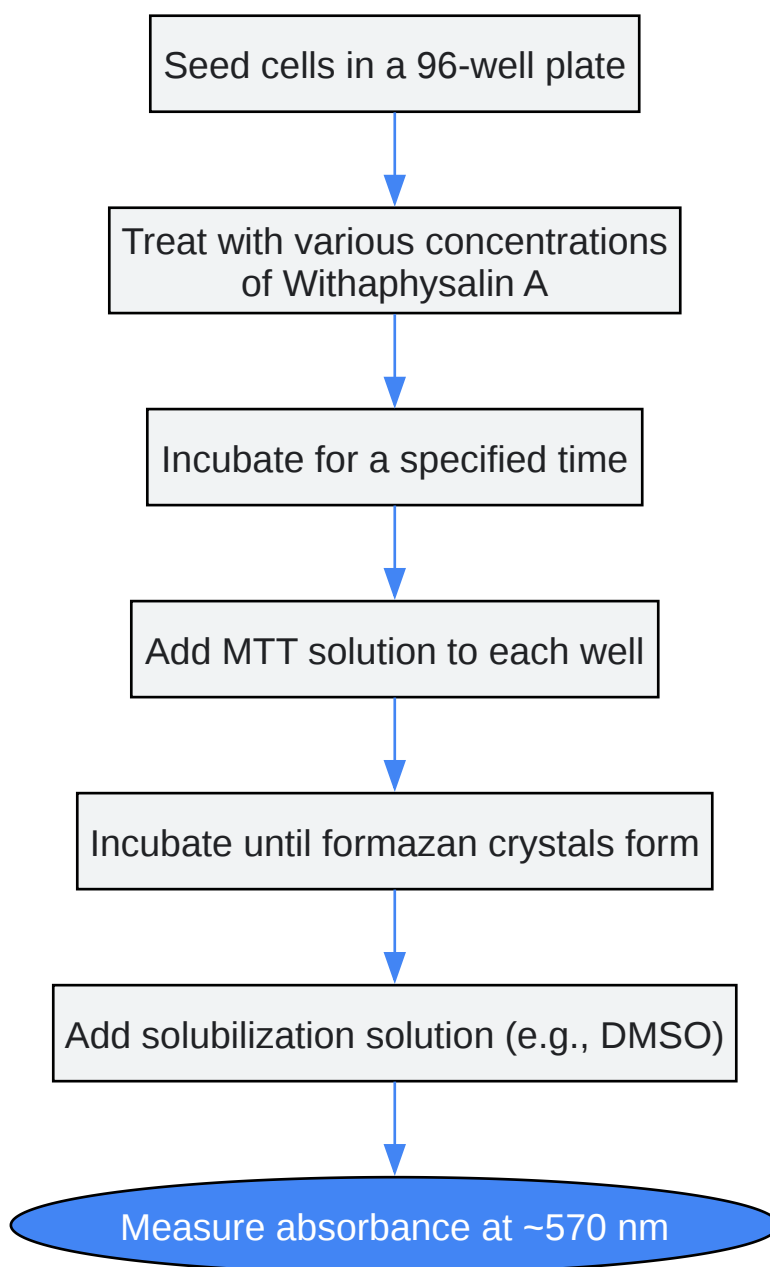 Seed cells in a 96-well plate
Treat with various concentrations
of Withaphysalin A
Incubate for a specified time
Add MTT solution to each well
Incubate until formazan crystals form
Add solubilization solution (e.g., DMSO)
Measure absorbance at ~570 nm